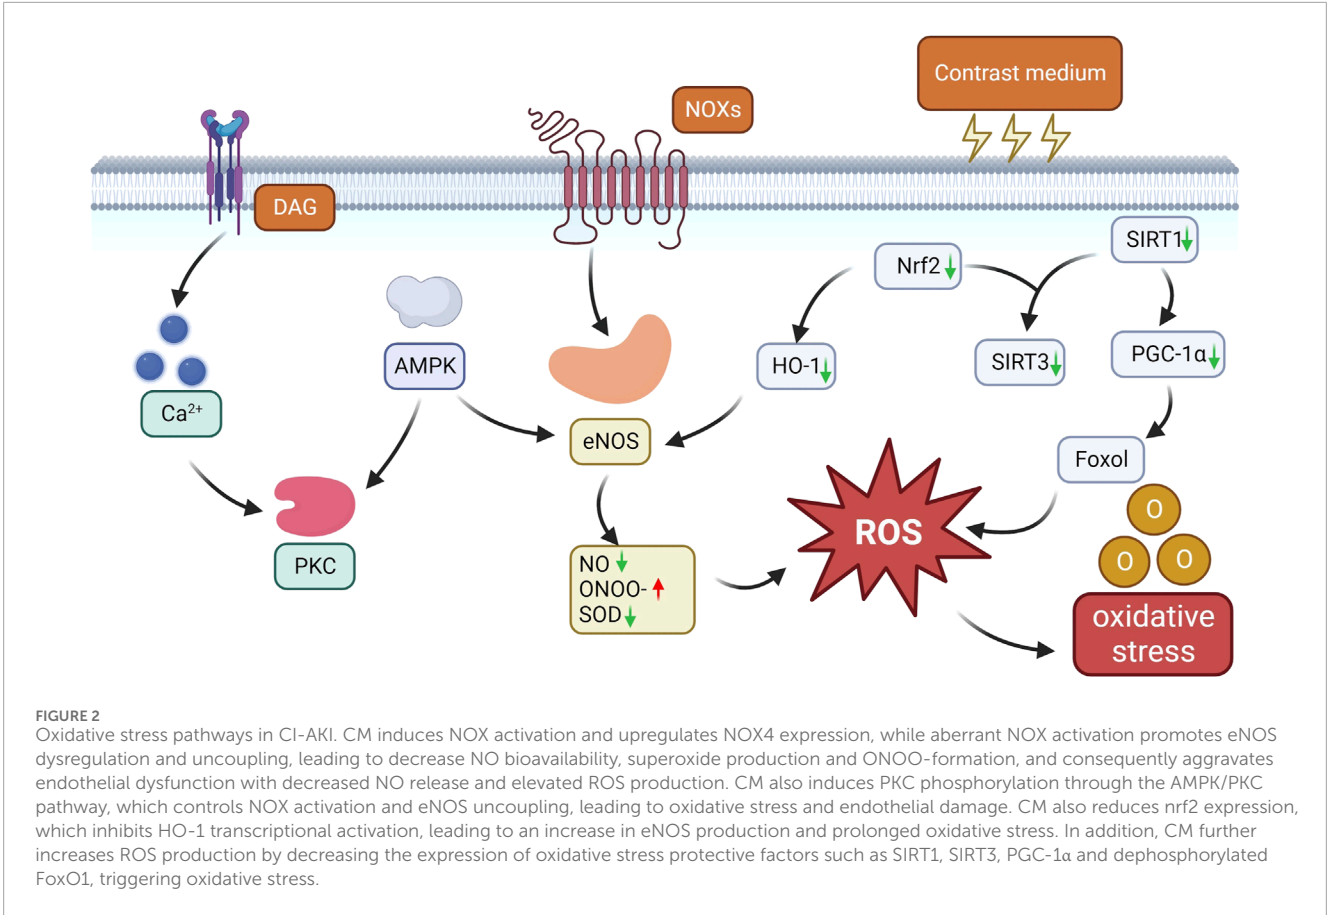 Contrast medium
NOXs
DAG
SIRT1
Nrf2
AMPK
HO-1
SIRT3
PGC-1α
Ca²⁺
eNOS
Foxol
ROS
O
O
O
PKC
NO
ONOO-
SOD
oxidative
stress
FIGURE 2
Oxidative stress pathways in CI-AKI. CM induces NOX activation and upregulates NOX4 expression, while aberrant NOX activation promotes eNOS
dysregulation and uncoupling, leading to decrease NO bioavailability, superoxide production and ONOO-formation, and consequently aggravates
endothelial dysfunction with decreased NO release and elevated ROS production. CM also induces PKC phosphorylation through the AMPK/PKC
pathway, which controls NOX activation and eNOS uncoupling, leading to oxidative stress and endothelial damage. CM also reduces nrf2 expression,
which inhibits HO-1 transcriptional activation, leading to an increase in eNOS production and prolonged oxidative stress. In addition, CM further
increases ROS production by decreasing the expression of oxidative stress protective factors such as SIRT1, SIRT3, PGC-1α and dephosphorylated
FoxO1, triggering oxidative stress.